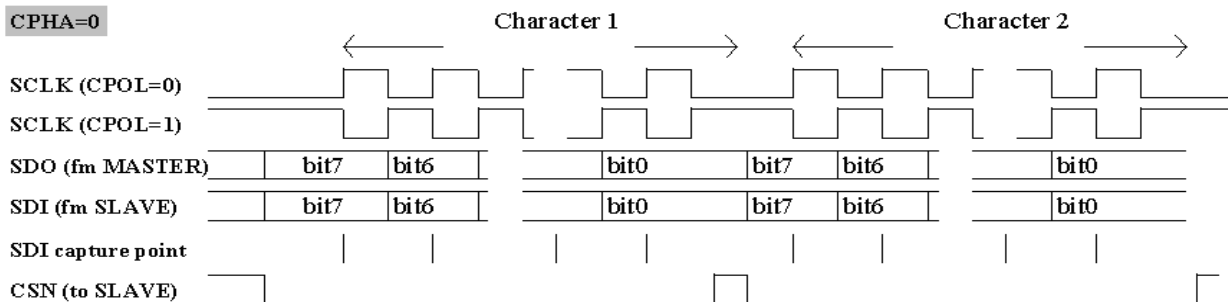 CPHA=0
Character 1
Character 2
SCLK (CPOL=0)
SCLK (CPOL=1)
SDO (fm MASTER) bit7 bit6 bit0 bit7 bit6 bit0
SDI (fm SLAVE) bit7 bit6 bit0 bit7 bit6 bit0
SDI capture point
CSN (to SLAVE)